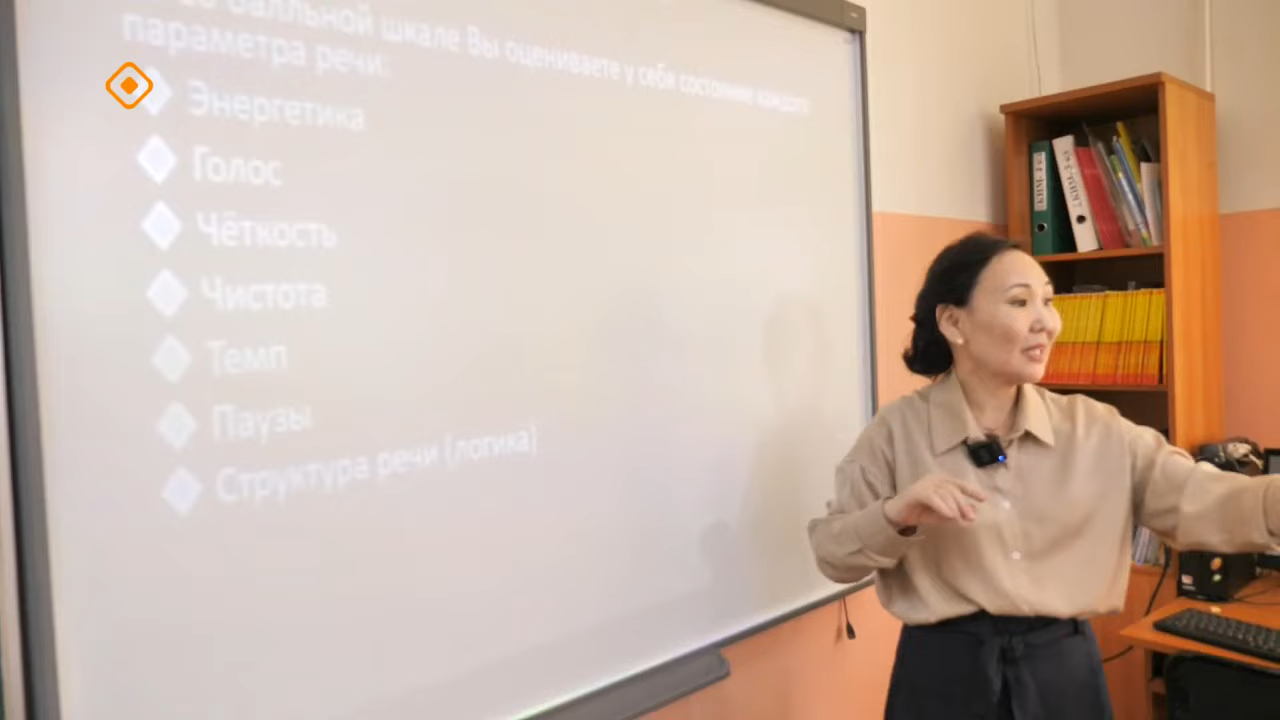 балльной шкале Вы оцениваете у себя состояние каждого
параметра речи:
Энергетика
Голос
Чёткость
Чистота
Темп
Паузы
Структура речи (логика)